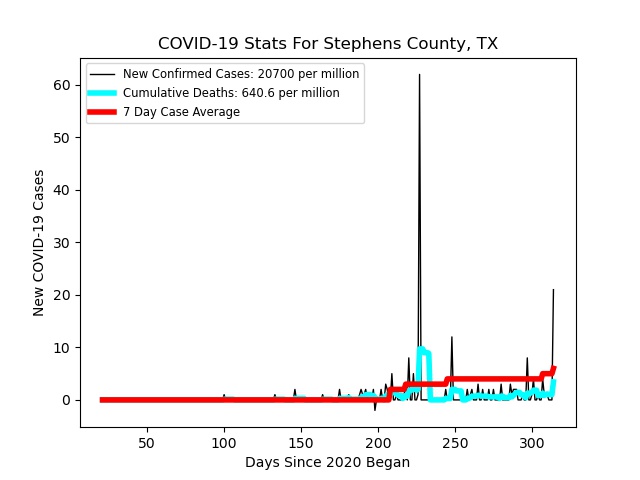 COVID-19 Stats For Stephens County, TX
New Confirmed Cases: 20700 per million
Cumulative Deaths: 640.6 per million
7 Day Case Average
New COVID-19 Cases
60
50
40
30
20
10
0
50 100 150 200 250 300
Days Since 2020 Began